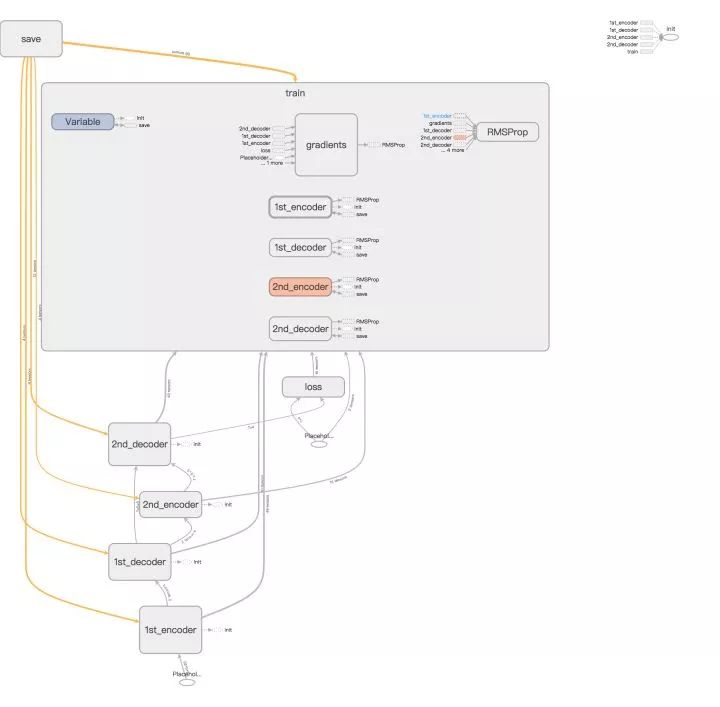 save
1st_encoder
1st_decoder
2nd_encoder
2nd_decoder
train
init
train
Variable
init
save
2nd_decoder
1st_decoder
1st_encoder
loss
Placeholder...
... 1 more
gradients
RMSProp
1st_encoder
gradients
1st_decoder
2nd_encoder
2nd_decoder
... 4 more
RMSProp
1st_encoder
RMSProp
init
save
1st_decoder
RMSProp
init
save
2nd_encoder
RMSProp
init
save
2nd_decoder
RMSProp
init
save
loss
Placehol...
2nd_decoder
init
2nd_encoder
init
1st_decoder
init
1st_encoder
init
Placehol...